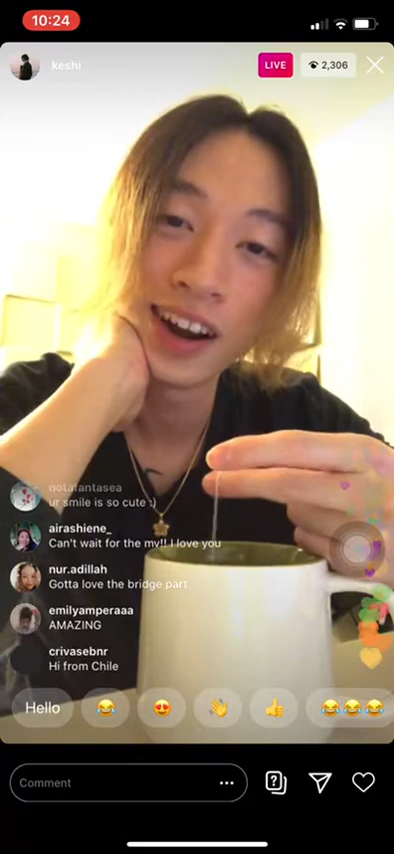 10:24
keshi
LIVE
2,306
notafantasea
ur smile is so cute :)
airashiene_
Can't wait for the mv!! I love you
nur.adillah
Gotta love the bridge part
emilyamperaaa
AMAZING
crivasebnr
Hi from Chile
Hello
Comment